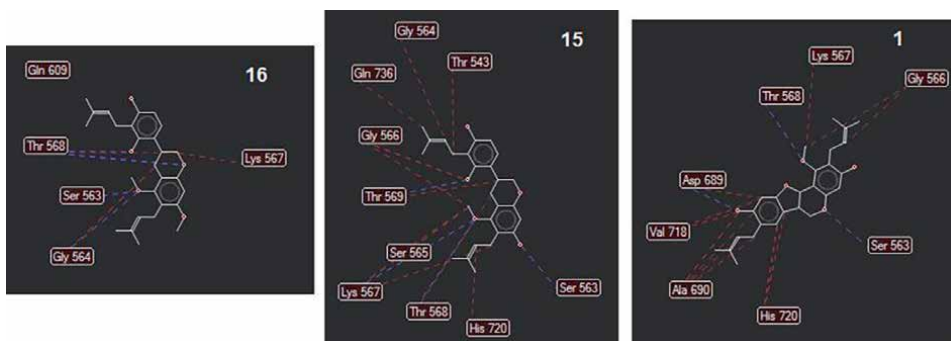 Gln 609
16
Thr 568
Lys 567
Ser 563
Gly 564
Gly 564
15
Thr 543
Gln 736
Gly 566
Thr 569
Ser 565
Lys 567
Ser 563
Thr 568
His 720
1
Lys 567
Gly 566
Thr 568
Asp 689
Val 718
Ser 563
Ala 690
His 720